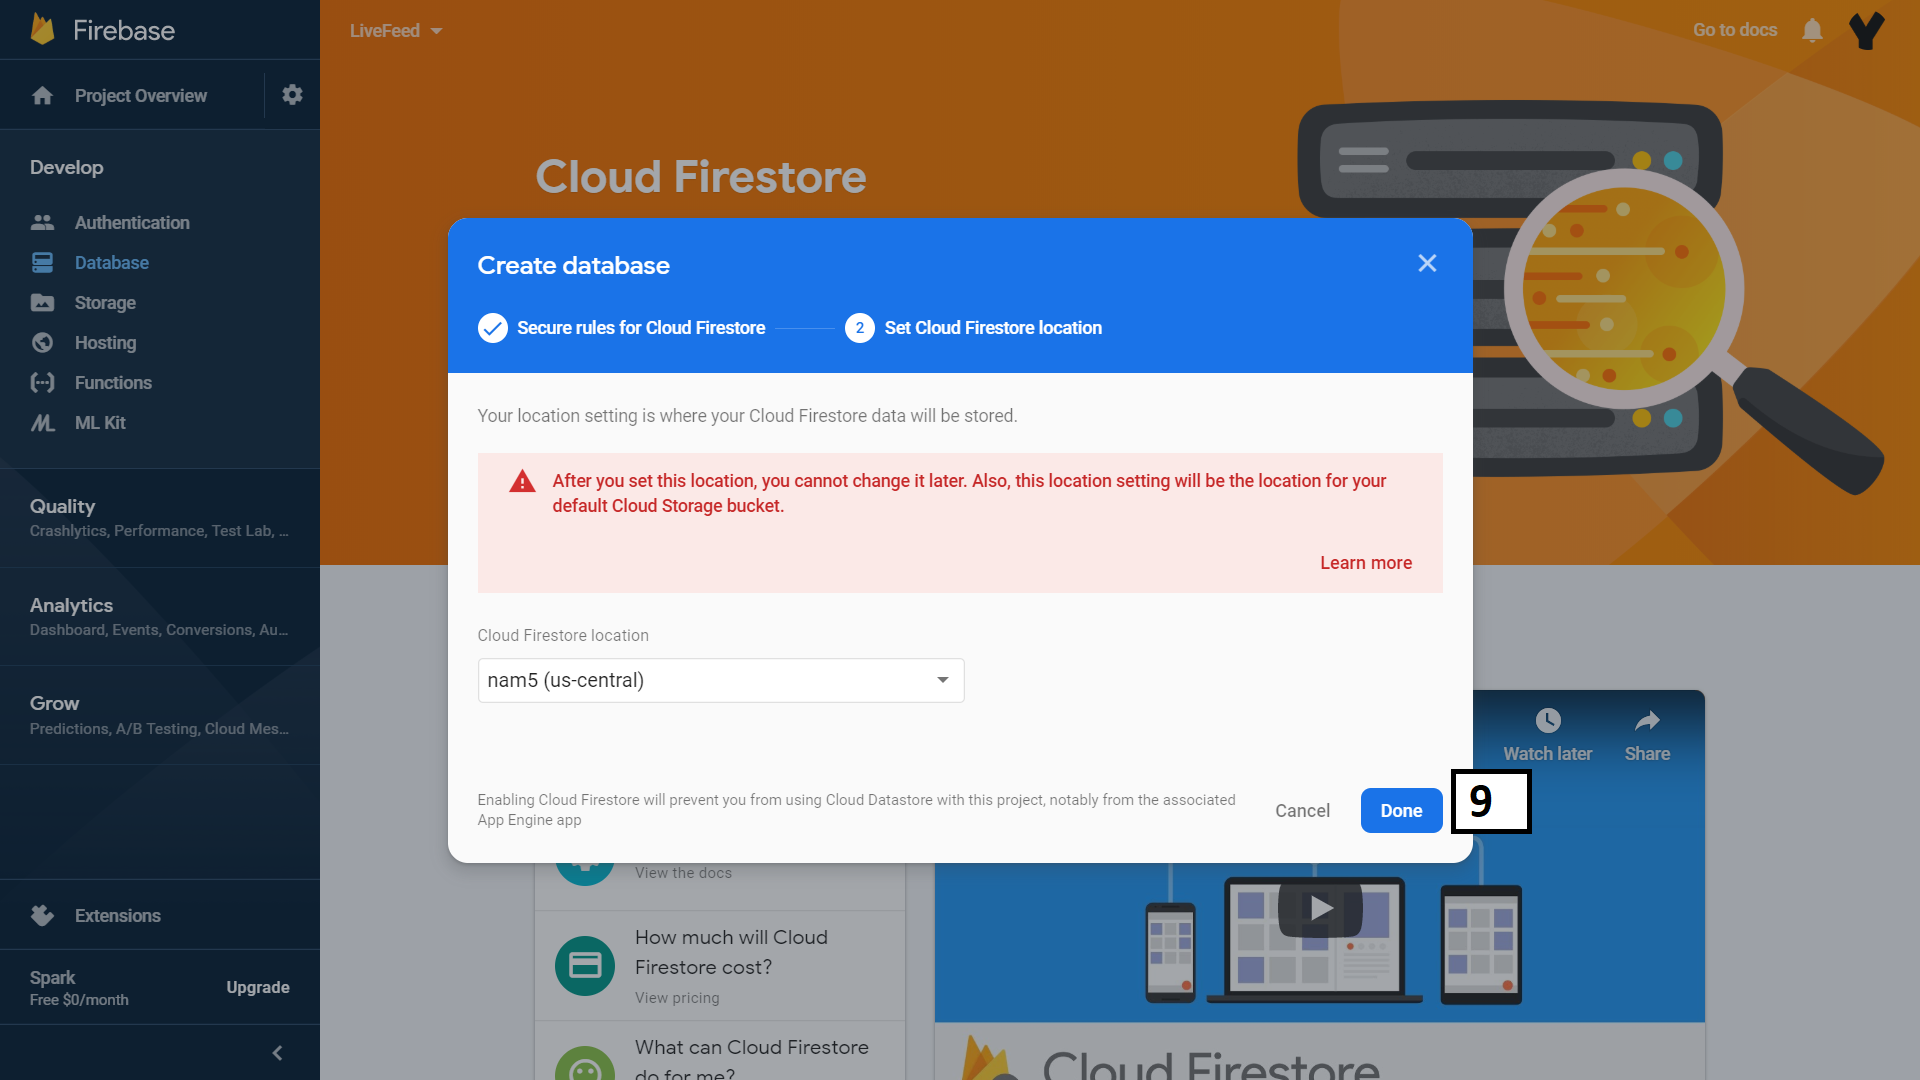 Firebase
LiveFeed
Go to docs
Project Overview
Develop
Authentication
Database
Storage
Hosting
Functions
ML Kit
Quality
Crashlytics, Performance, Test Lab, ...
Analytics
Dashboard, Events, Conversions, Au...
Grow
Predictions, A/B Testing, Cloud Mes...
Extensions
Spark
Free $0/month
Upgrade
Cloud Firestore
Create database
Secure rules for Cloud Firestore
2 Set Cloud Firestore location
Your location setting is where your Cloud Firestore data will be stored.
After you set this location, you cannot change it later. Also, this location setting will be the location for your
default Cloud Storage bucket.
Learn more
Cloud Firestore location
nam5 (us-central)
Enabling Cloud Firestore will prevent you from using Cloud Datastore with this project, notably from the associated
App Engine app
Cancel
Done
9
Watch later
Share
View the docs
How much will Cloud
Firestore cost?
View pricing
What can Cloud Firestore
do for me?
Cloud Firestore